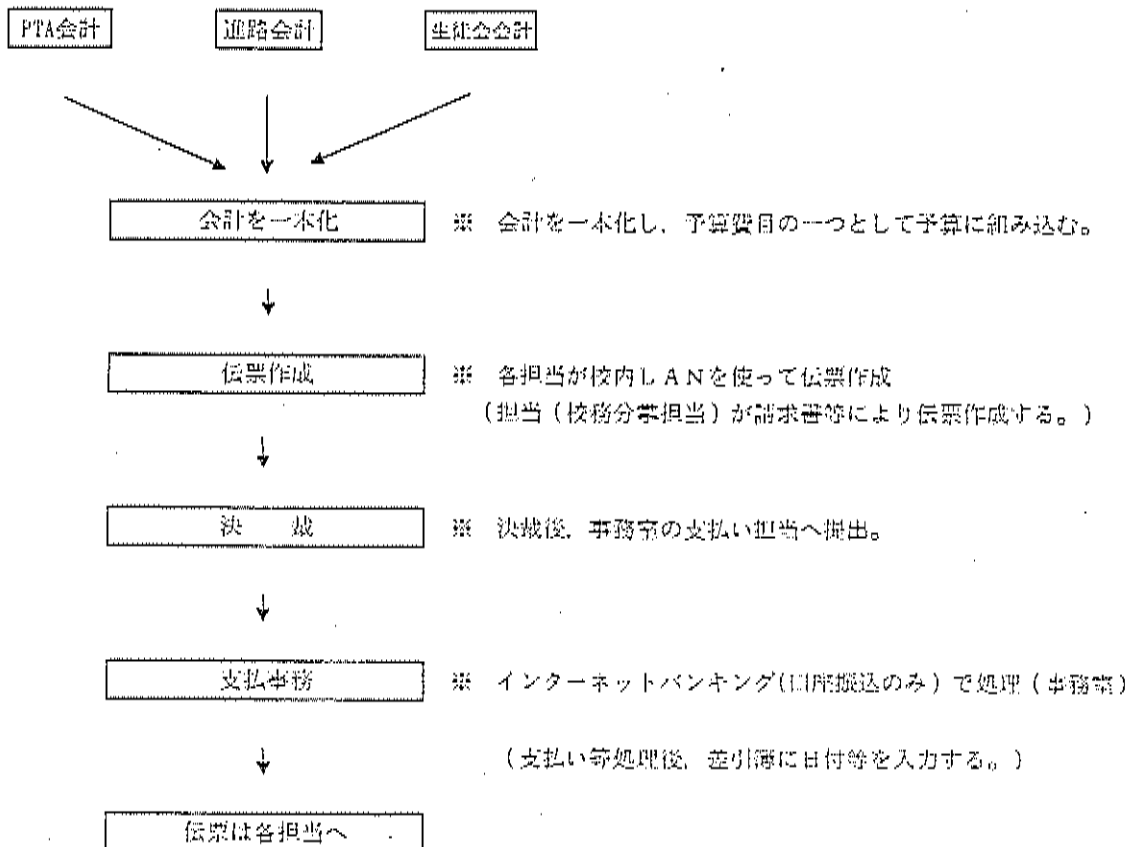 PTA会計
進路会計
生徒会会計
会計を一本化
※ 会計を一本化し、予算費目の一つとして予算に組み込む。
伝票作成
※ 各担当が校内LANを使って伝票作成
(担当(校務分掌担当)が請求書等により伝票作成する。)
決 裁
※ 決裁後、事務室の支払い担当へ提出。
支払事務
※ インターネットバンキング(口座振込のみ)で処理(事務室)
(支払い等処理後、差引簿に日付等を入力する。)
伝票は各担当へ